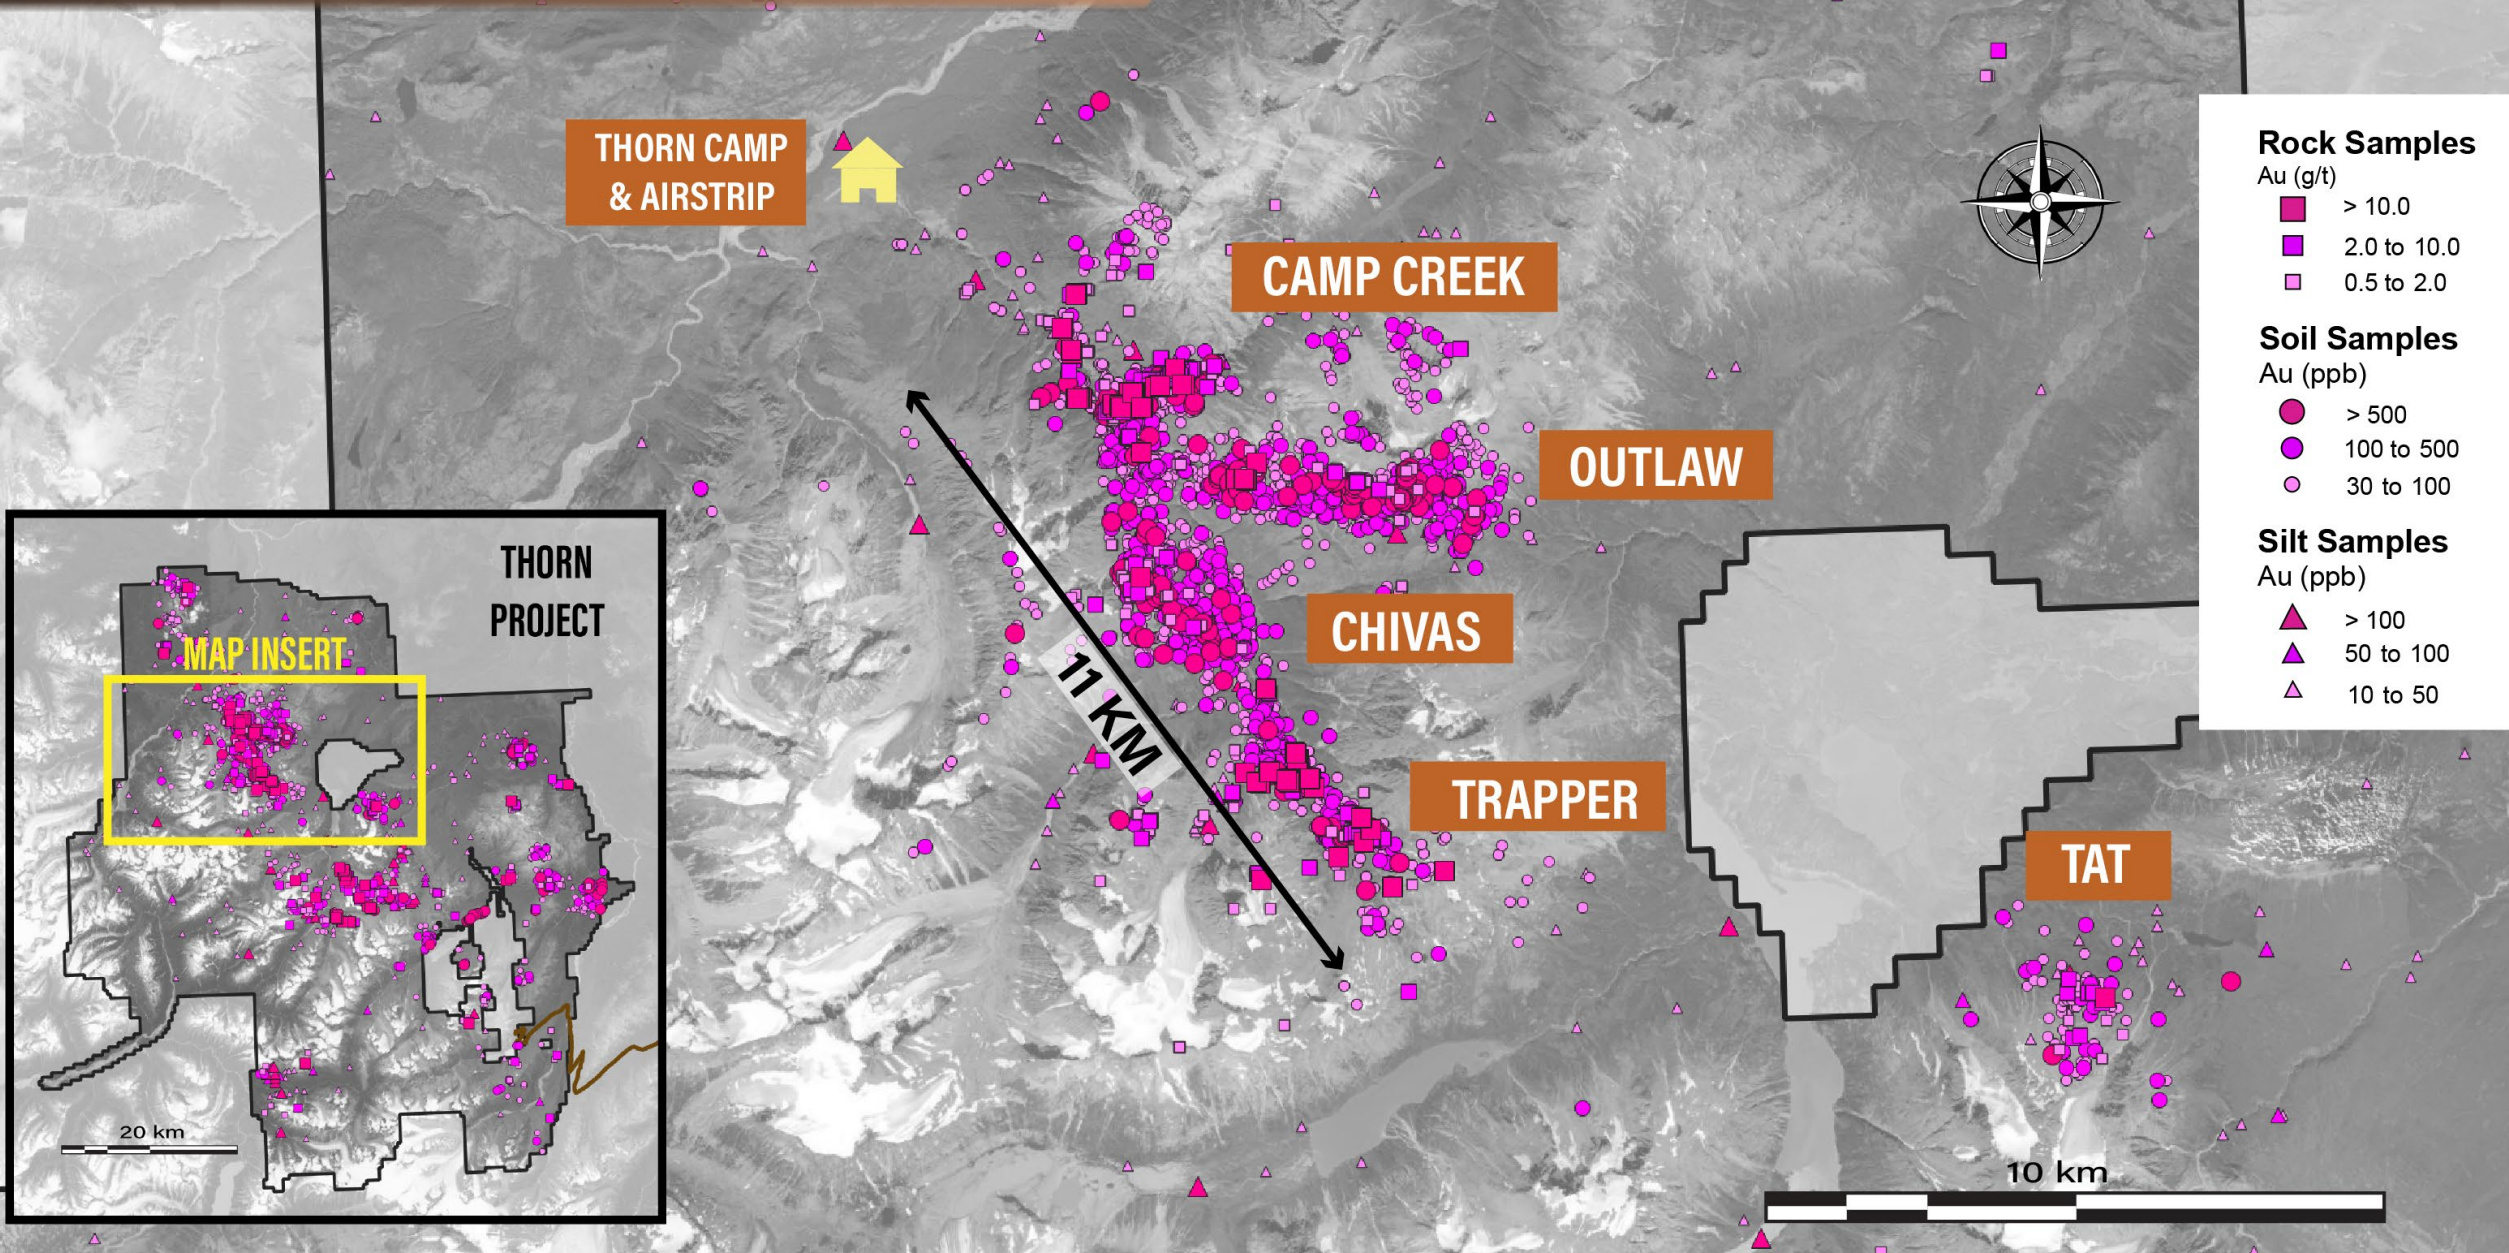 THORN CAMP
& AIRSTRIP
CAMP CREEK
OUTLAW
CHIVAS
TRAPPER
TAT
11 KM
Rock Samples
Au (g/t)
> 10.0
2.0 to 10.0
0.5 to 2.0
Soil Samples
Au (ppb)
> 500
100 to 500
30 to 100
Silt Samples
Au (ppb)
> 100
50 to 100
10 to 50
THORN
PROJECT
MAP INSERT
20 km
10 km